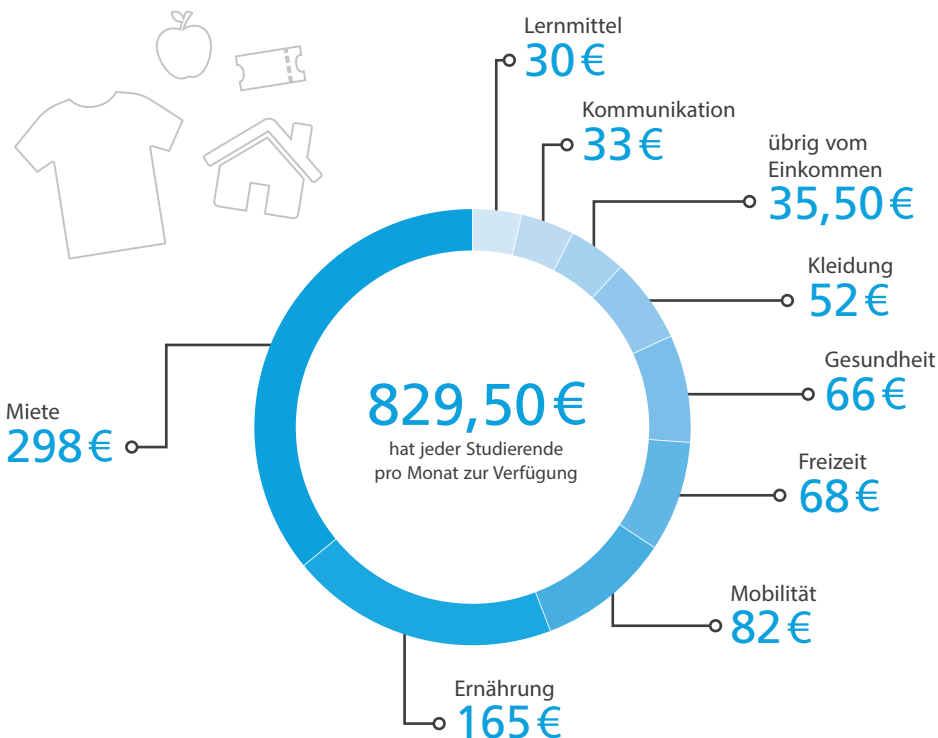 Lernmittel
30 €
Kommunikation
33 €
übrig vom
Einkommen
35,50 €
Kleidung
52 €
Gesundheit
66 €
Freizeit
68 €
Mobilität
82 €
Ernährung
165 €
Miete
298 €
829,50 €
hat jeder Studierende
pro Monat zur Verfügung